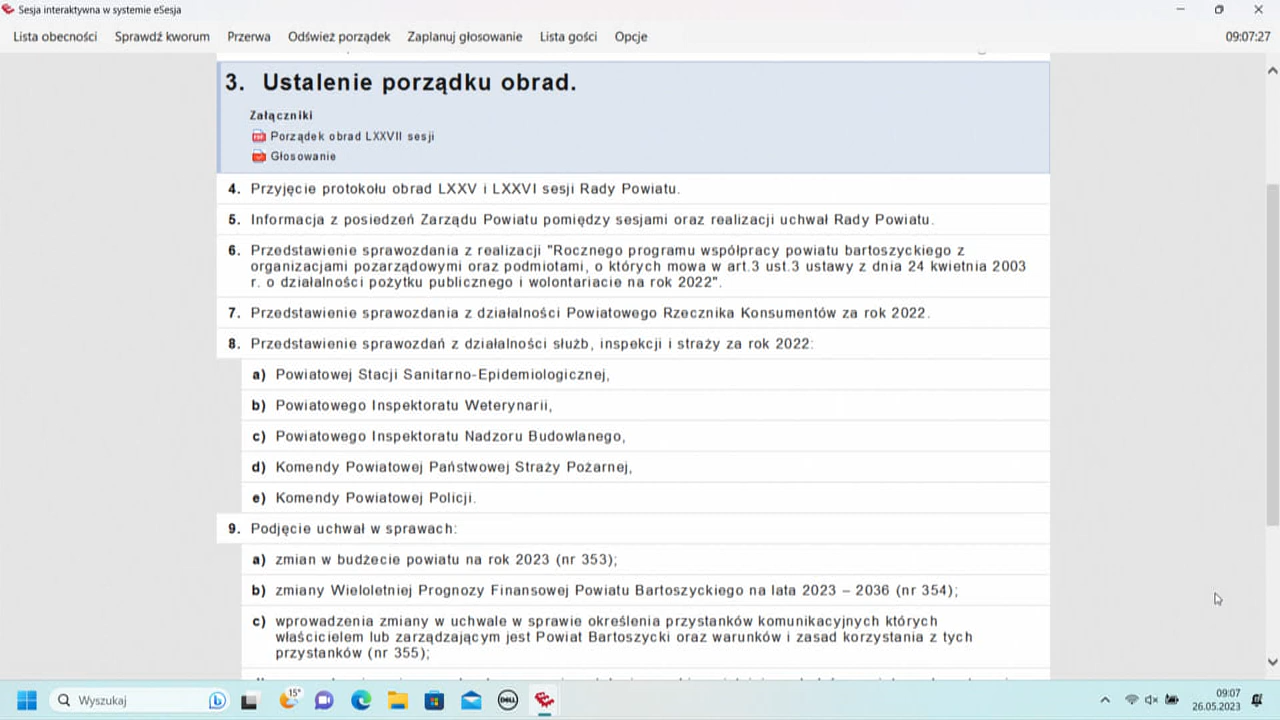 Sesja interaktywna w systemie eSesja
Lista obecności Sprawdź kworum Przerwa Odśwież porządek Zaplanuj głosowanie Lista gości Opcje 09:07:27
3. Ustalenie porządku obrad.
Załączniki
Porządek obrad LXXVII sesji
Głosowanie
4. Przyjęcie protokołu obrad LXXV i LXXVI sesji Rady Powiatu.
5. Informacja z posiedzeń Zarządu Powiatu pomiędzy sesjami oraz realizacji uchwał Rady Powiatu.
6. Przedstawienie sprawozdania z realizacji "Rocznego programu współpracy powiatu bartoszyckiego z
organizacjami pozarządowymi oraz podmiotami, o których mowa w art.3 ust.3 ustawy z dnia 24 kwietnia 2003
r. o działalności pożytku publicznego i wolontariacie na rok 2022".
7. Przedstawienie sprawozdania z działalności Powiatowego Rzecznika Konsumentów za rok 2022.
8. Przedstawienie sprawozdań z działalności służb, inspekcji i straży za rok 2022:
a) Powiatowej Stacji Sanitarno-Epidemiologicznej,
b) Powiatowego Inspektoratu Weterynarii,
c) Powiatowego Inspektoratu Nadzoru Budowlanego,
d) Komendy Powiatowej Państwowej Straży Pożarnej,
e) Komendy Powiatowej Policji.
9. Podjęcie uchwał w sprawach:
a) zmian w budżecie powiatu na rok 2023 (nr 353);
b) zmiany Wieloletniej Prognozy Finansowej Powiatu Bartoszyckiego na lata 2023 – 2036 (nr 354);
c) wprowadzenia zmiany w uchwale w sprawie określenia przystanków komunikacyjnych których
właścicielem lub zarządzającym jest Powiat Bartoszycki oraz warunków i zasad korzystania z tych
przystanków (nr 355);
Wyszukaj
15°
DELL
09:07
26.05.2023